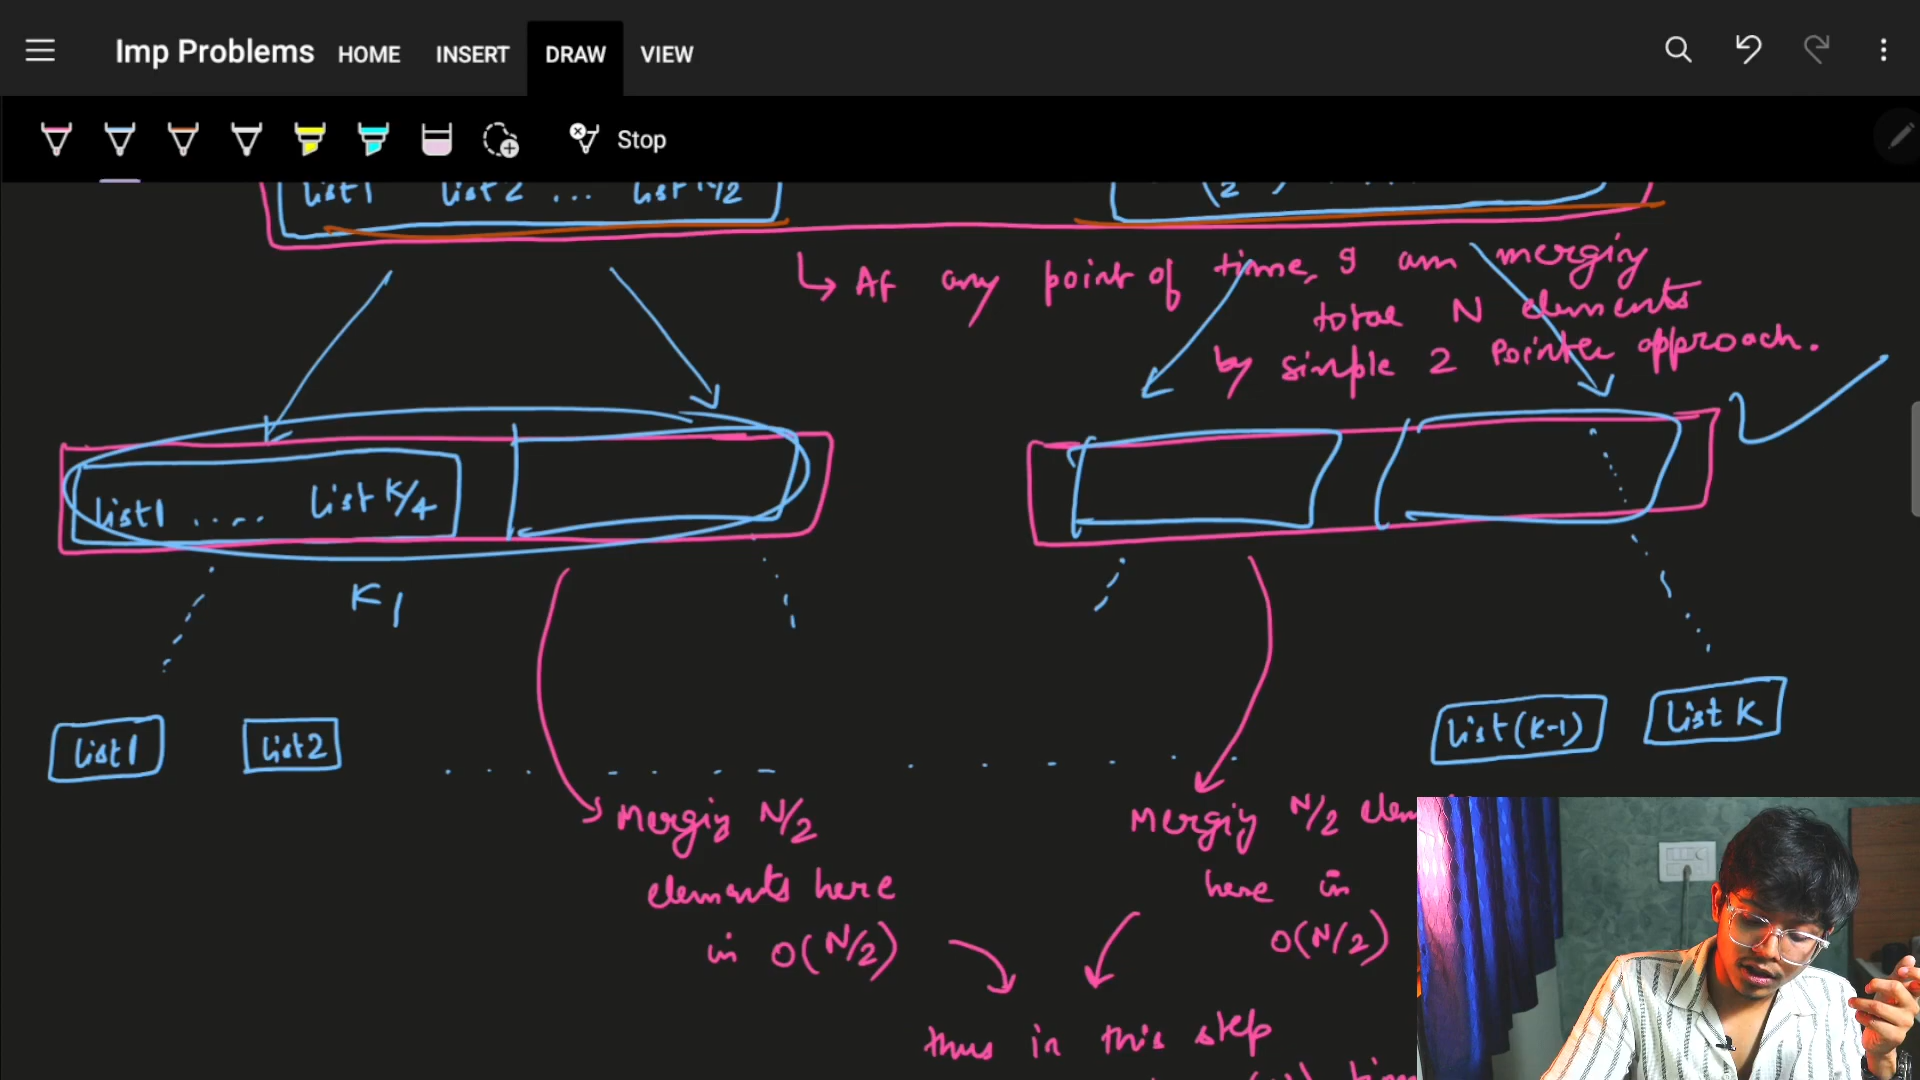 Imp Problems HOME INSERT DRAW VIEW
Stop
list1 list2 ... list K/2
At any point of time, I am merging
total N elements
by simple 2 Pointer approach.
list1 ..... list K/4
K
list1 list2 list(K-1) list K
Merging N/2
elements here
in O(N/2)
Merging N/2
here in
O(N/2)
thus in this step